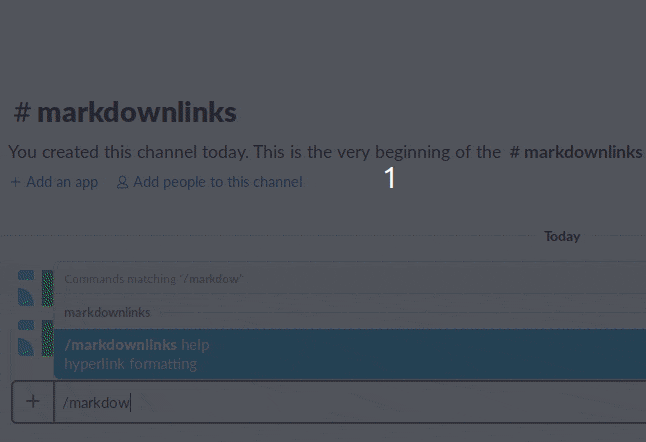 # markdownlinks
You created this channel today. This is the very beginning of the # markdownlinks
+ Add an app Add people to this channel
1
Today
Commands matching "/markdow"
markdownlinks
/markdownlinks help
hyperlink formatting
+ /markdow